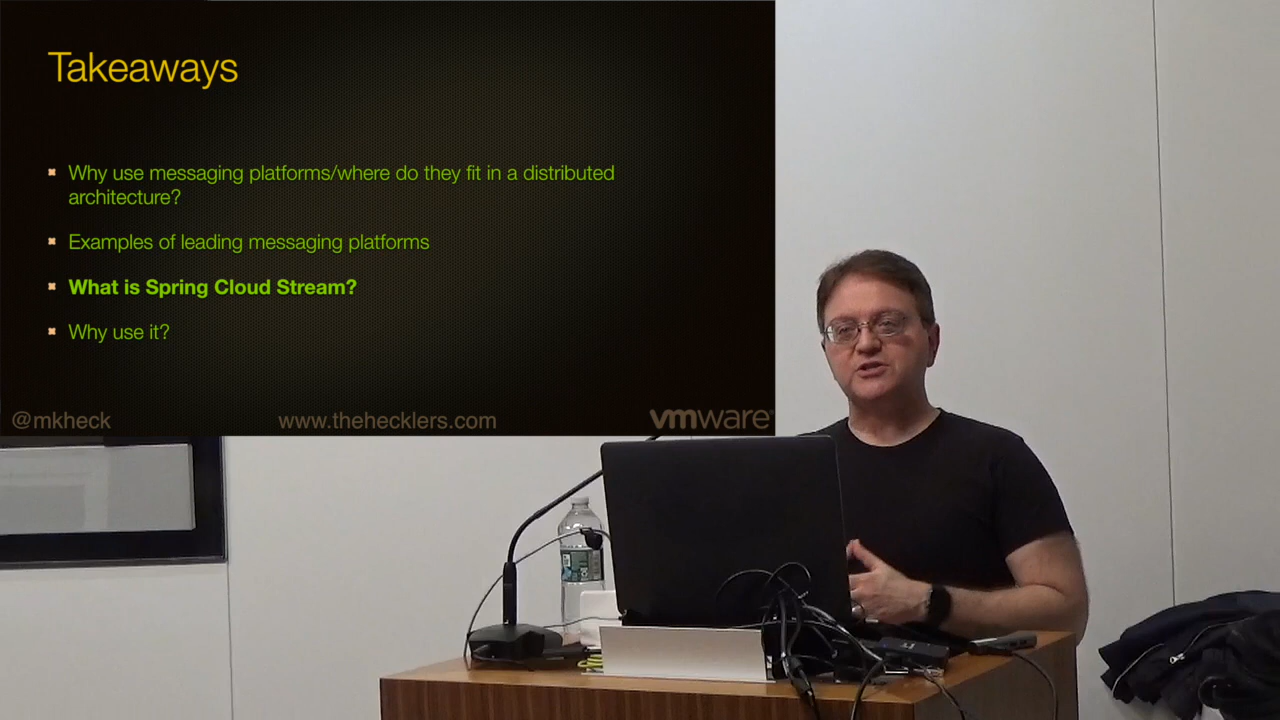 Takeaways
Why use messaging platforms/where do they fit in a distributed
architecture?
Examples of leading messaging platforms
What is Spring Cloud Stream?
Why use it?
@mkheck
www.thehecklers.com
vmware